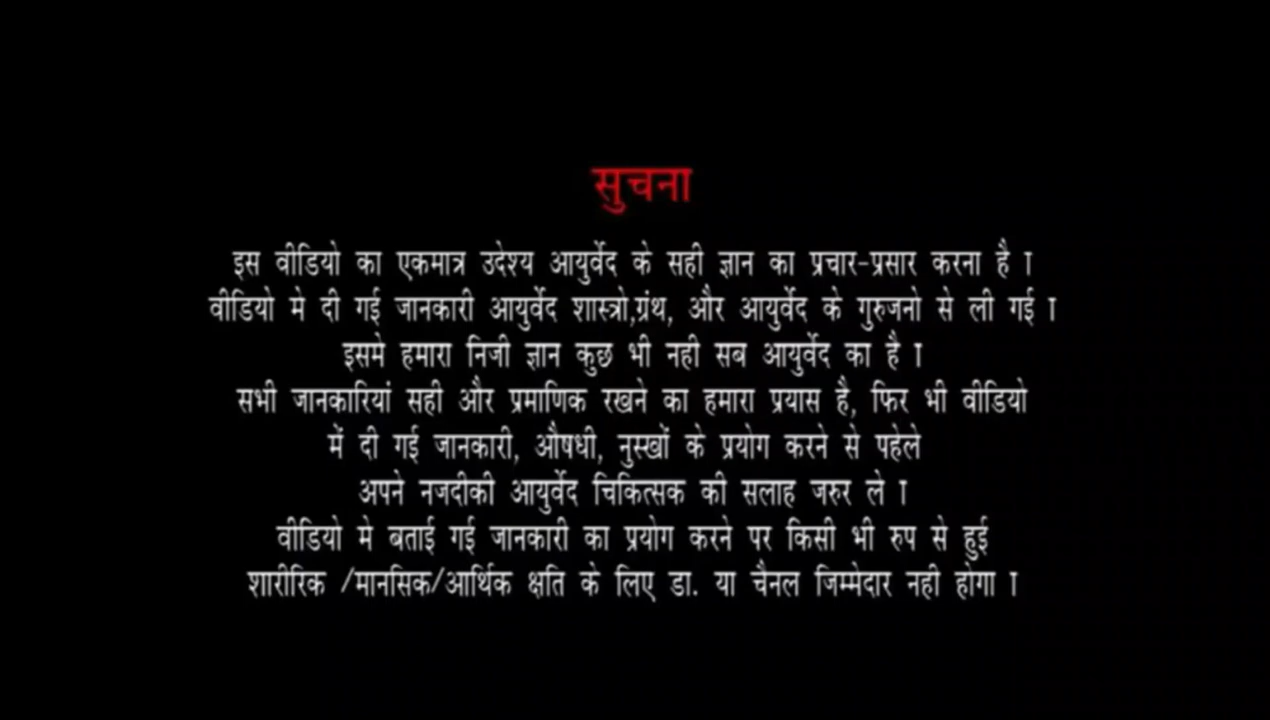 सुचना
इस वीडियो का एकमात्र उदेश्य आयुर्वेद के सही ज्ञान का प्रचार-प्रसार करना है ।
वीडियो मे दी गई जानकारी आयुर्वेद शास्त्रो,ग्रंथ, और आयुर्वेद के गुरुजनो से ली गई ।
इसमे हमारा निजी ज्ञान कुछ भी नही सब आयुर्वेद का है ।
सभी जानकारियां सही और प्रमाणिक रखने का हमारा प्रयास है, फिर भी वीडियो
में दी गई जानकारी, औषधी, नुस्खों के प्रयोग करने से पहेले
अपने नजदीकी आयुर्वेद चिकित्सक की सलाह जरुर ले ।
वीडियो मे बताई गई जानकारी का प्रयोग करने पर किसी भी रुप से हुई
शारीरिक /मानसिक/आर्थिक क्षति के लिए डा. या चैनल जिम्मेदार नही होगा ।